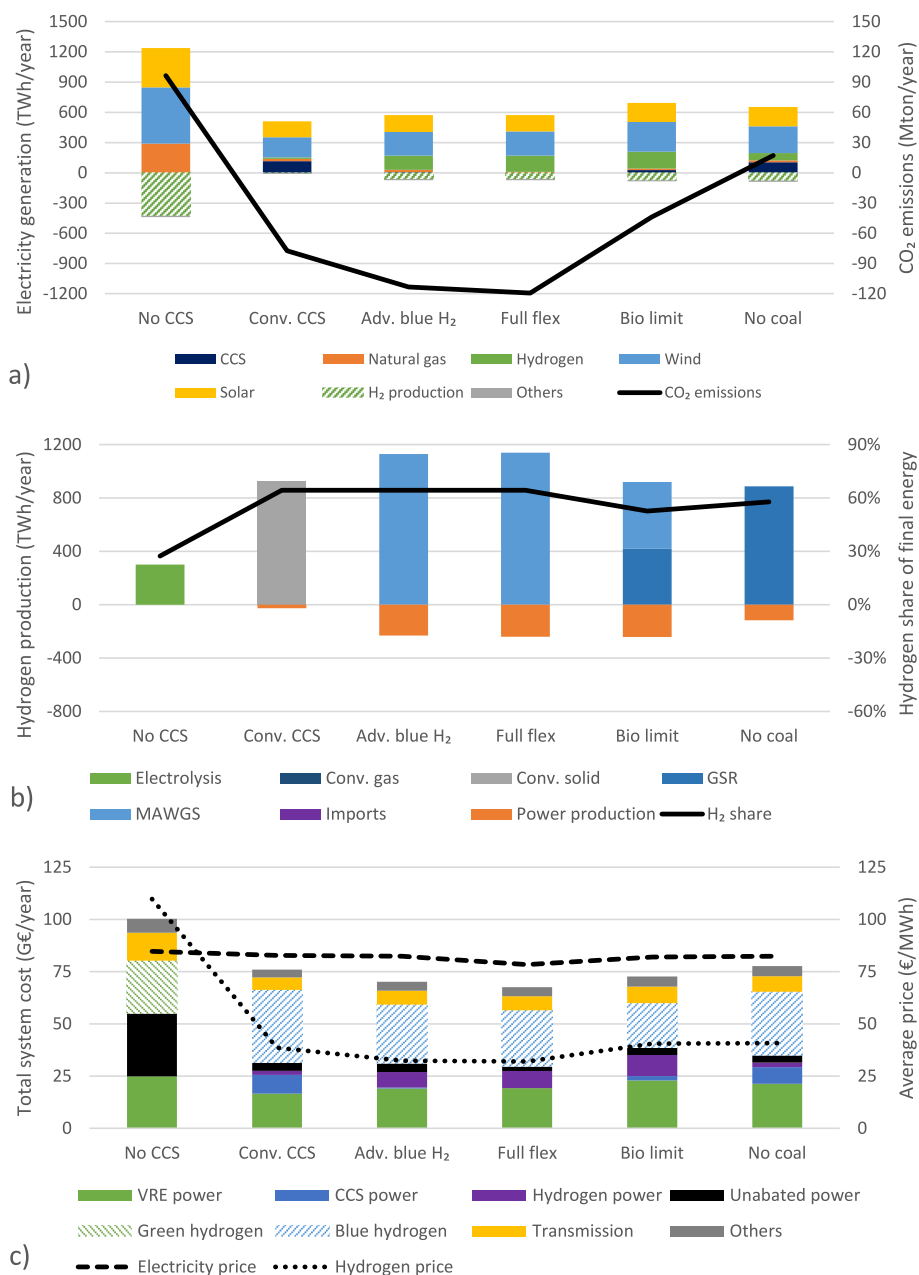 1500
1200
900
600
300
0
-300
-600
-900
-1200
Electricity generation (TWh/year)
150
120
90
60
30
0
-30
-60
-90
-120
CO₂ emissions (Mton/year)
No CCS Conv. CCS Adv. blue H₂ Full flex Bio limit No coal
CCS Natural gas Hydrogen Wind
Solar H₂ production Others CO₂ emissions
a)
1200
800
400
0
-400
-800
Hydrogen production (TWh/year)
90%
60%
30%
0%
-30%
-60%
Hydrogen share of final energy
No CCS Conv. CCS Adv. blue H₂ Full flex Bio limit No coal
Electrolysis Conv. gas Conv. solid GSR
MAWGS Imports Power production H₂ share
b)
125
100
75
50
25
0
Total system cost (G€/year)
125
100
75
50
25
0
Average price (€/MWh)
No CCS Conv. CCS Adv. blue H₂ Full flex Bio limit No coal
VRE power CCS power Hydrogen power Unabated power
Green hydrogen Blue hydrogen Transmission Others
Electricity price Hydrogen price
c)